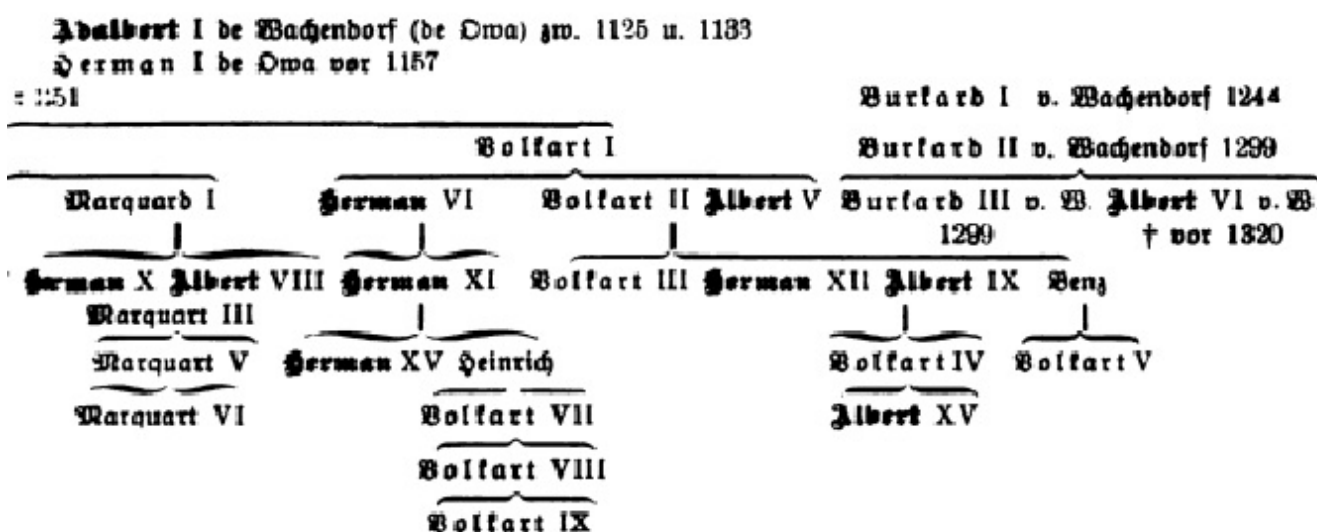 Adalbert I de Wachendorf (de Owa) zw. 1125 u. 1133
Herman I de Owa vor 1157
1251 Burkard I v. Wachendorf 1244
Volkart I Burkard II v. Wachendorf 1299
Marquard I Herman VI Volkart II Albert V Burkard III v. W. Albert VI v. W
1299 † vor 1320
Herman X Albert VIII Herman XI Volkart III Herman XII Albert IX Benz
Marquart III
Marquart V Herman XV Heinrich Volkart IV Volkart V
Marquart VI Volkart VII Albert XV
Volkart VIII
Volkart IX